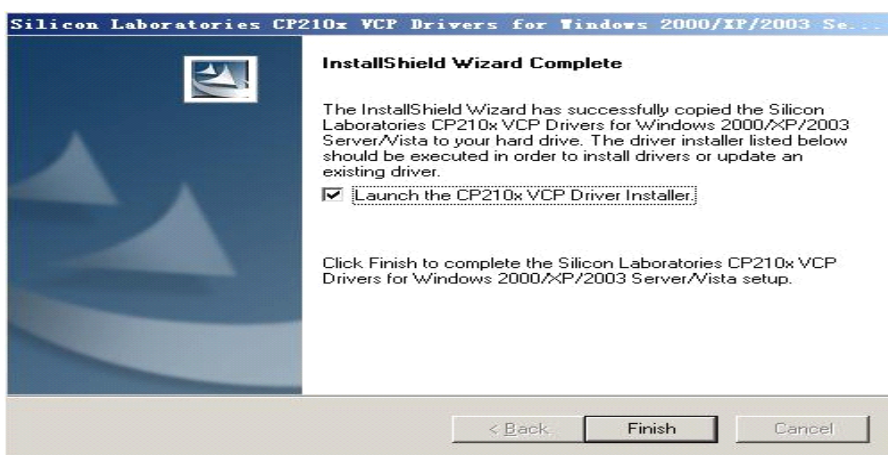 Silicon Laboratories CP210x VCP Drivers for Windows 2000/XP/2003 Se...
InstallShield Wizard Complete
The InstallShield Wizard has successfully copied the Silicon
Laboratories CP210x VCP Drivers for Windows 2000/XP/2003
Server/Vista to your hard drive. The driver installer listed below
should be executed in order to install drivers or update an
existing driver.
Launch the CP210x VCP Driver Installer.
Click Finish to complete the Silicon Laboratories CP210x VCP
Drivers for Windows 2000/XP/2003 Server/Vista setup.
< Back Finish Cancel